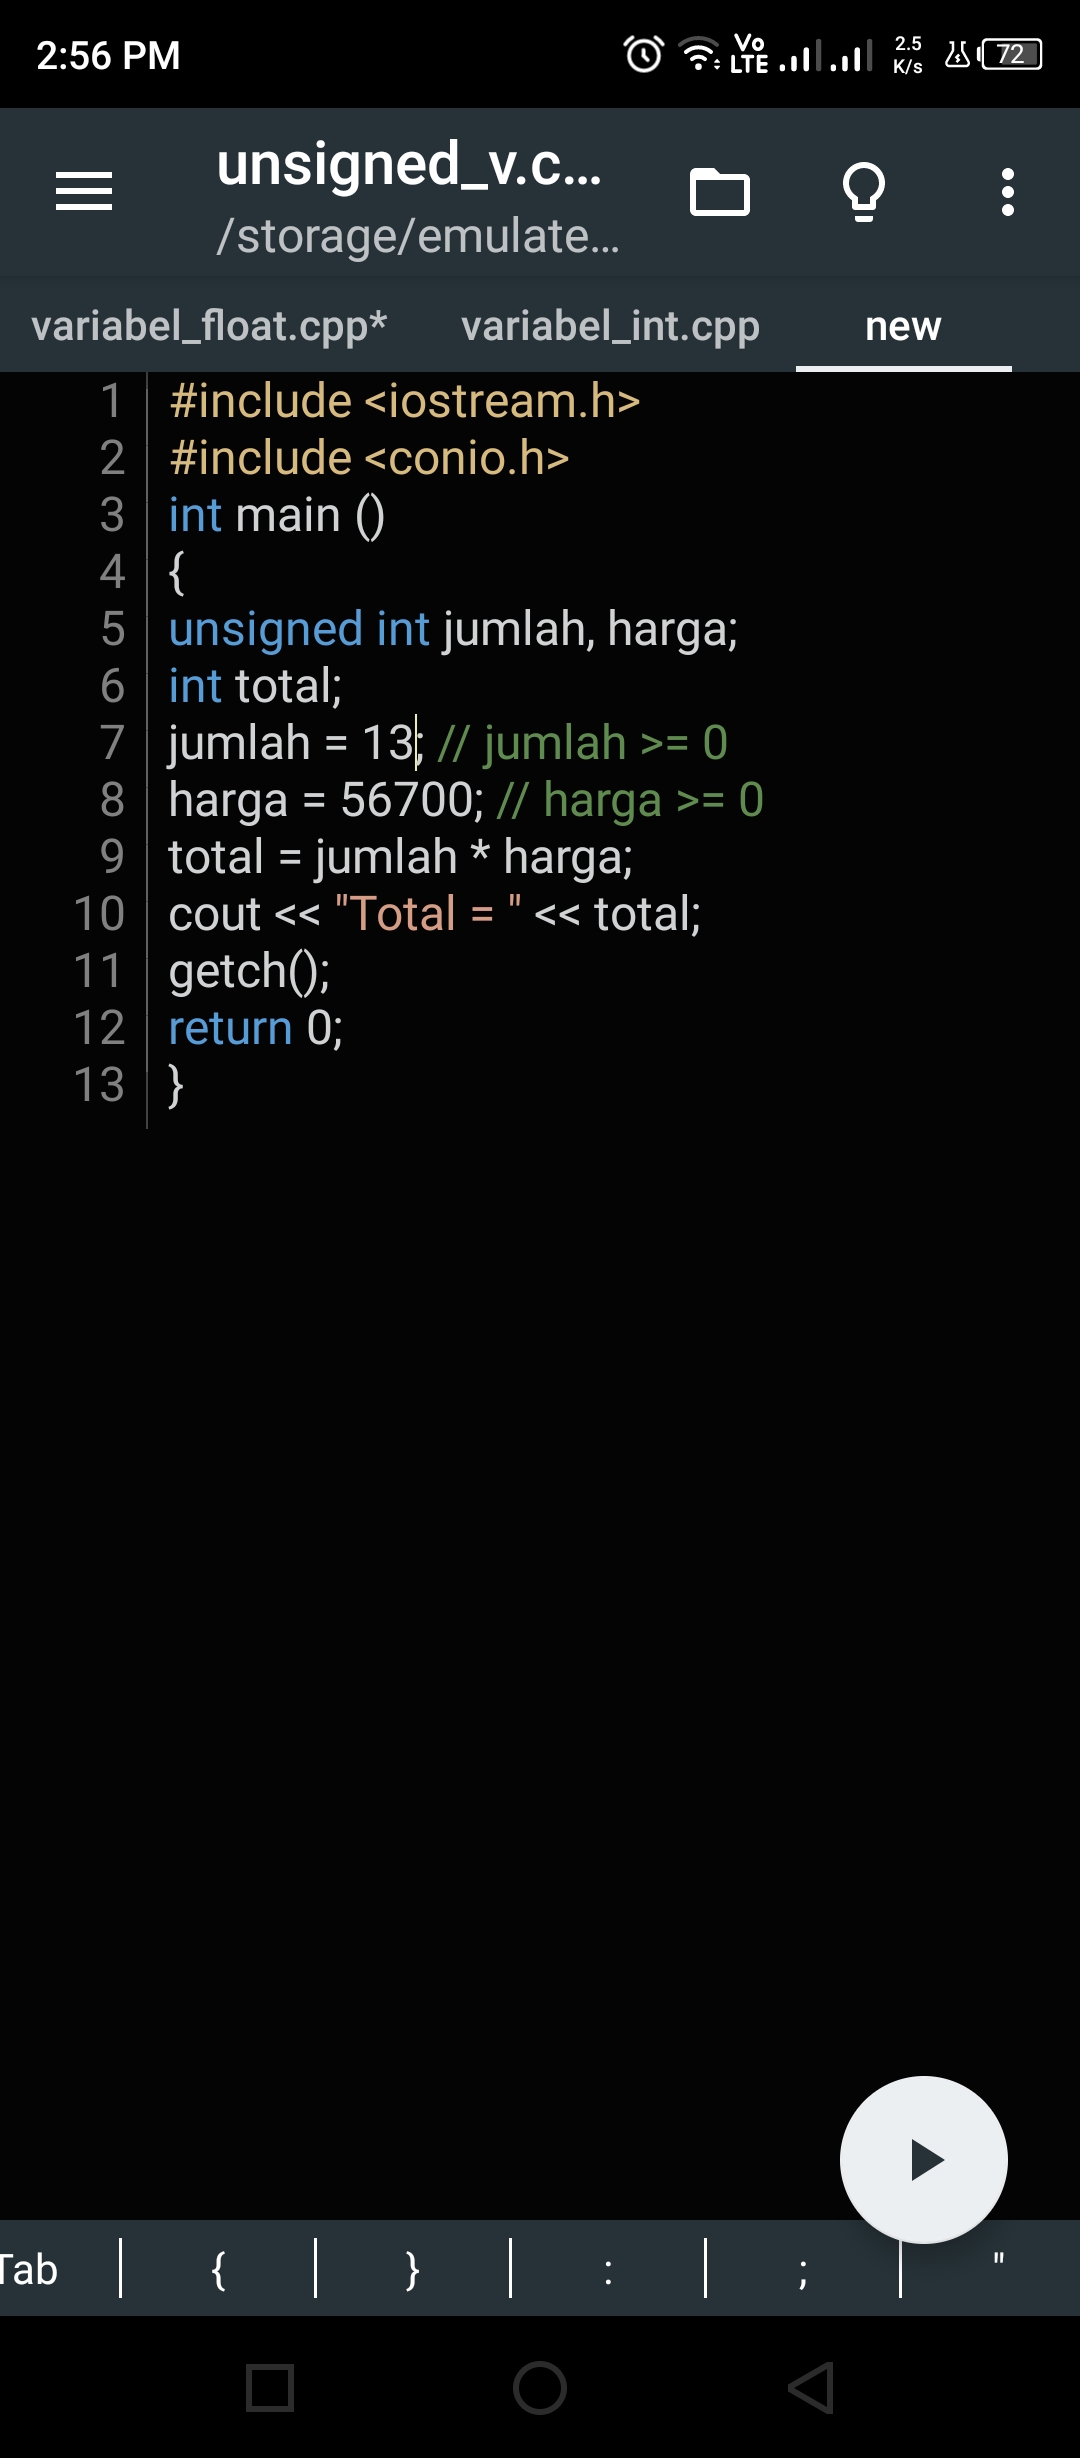 2:56 PM Vo LTE 2.5 K/s 72
unsigned_v.c...
/storage/emulate...
variabel_float.cpp* variabel_int.cpp new
1 #include <iostream.h>
2 #include <conio.h>
3 int main ()
4 {
5 unsigned int jumlah, harga;
6 int total;
7 jumlah = 13; // jumlah >= 0
8 harga = 56700; // harga >= 0
9 total = jumlah * harga;
10 cout << "Total = " << total;
11 getch();
12 return 0;
13 }
Tab { } : ; "